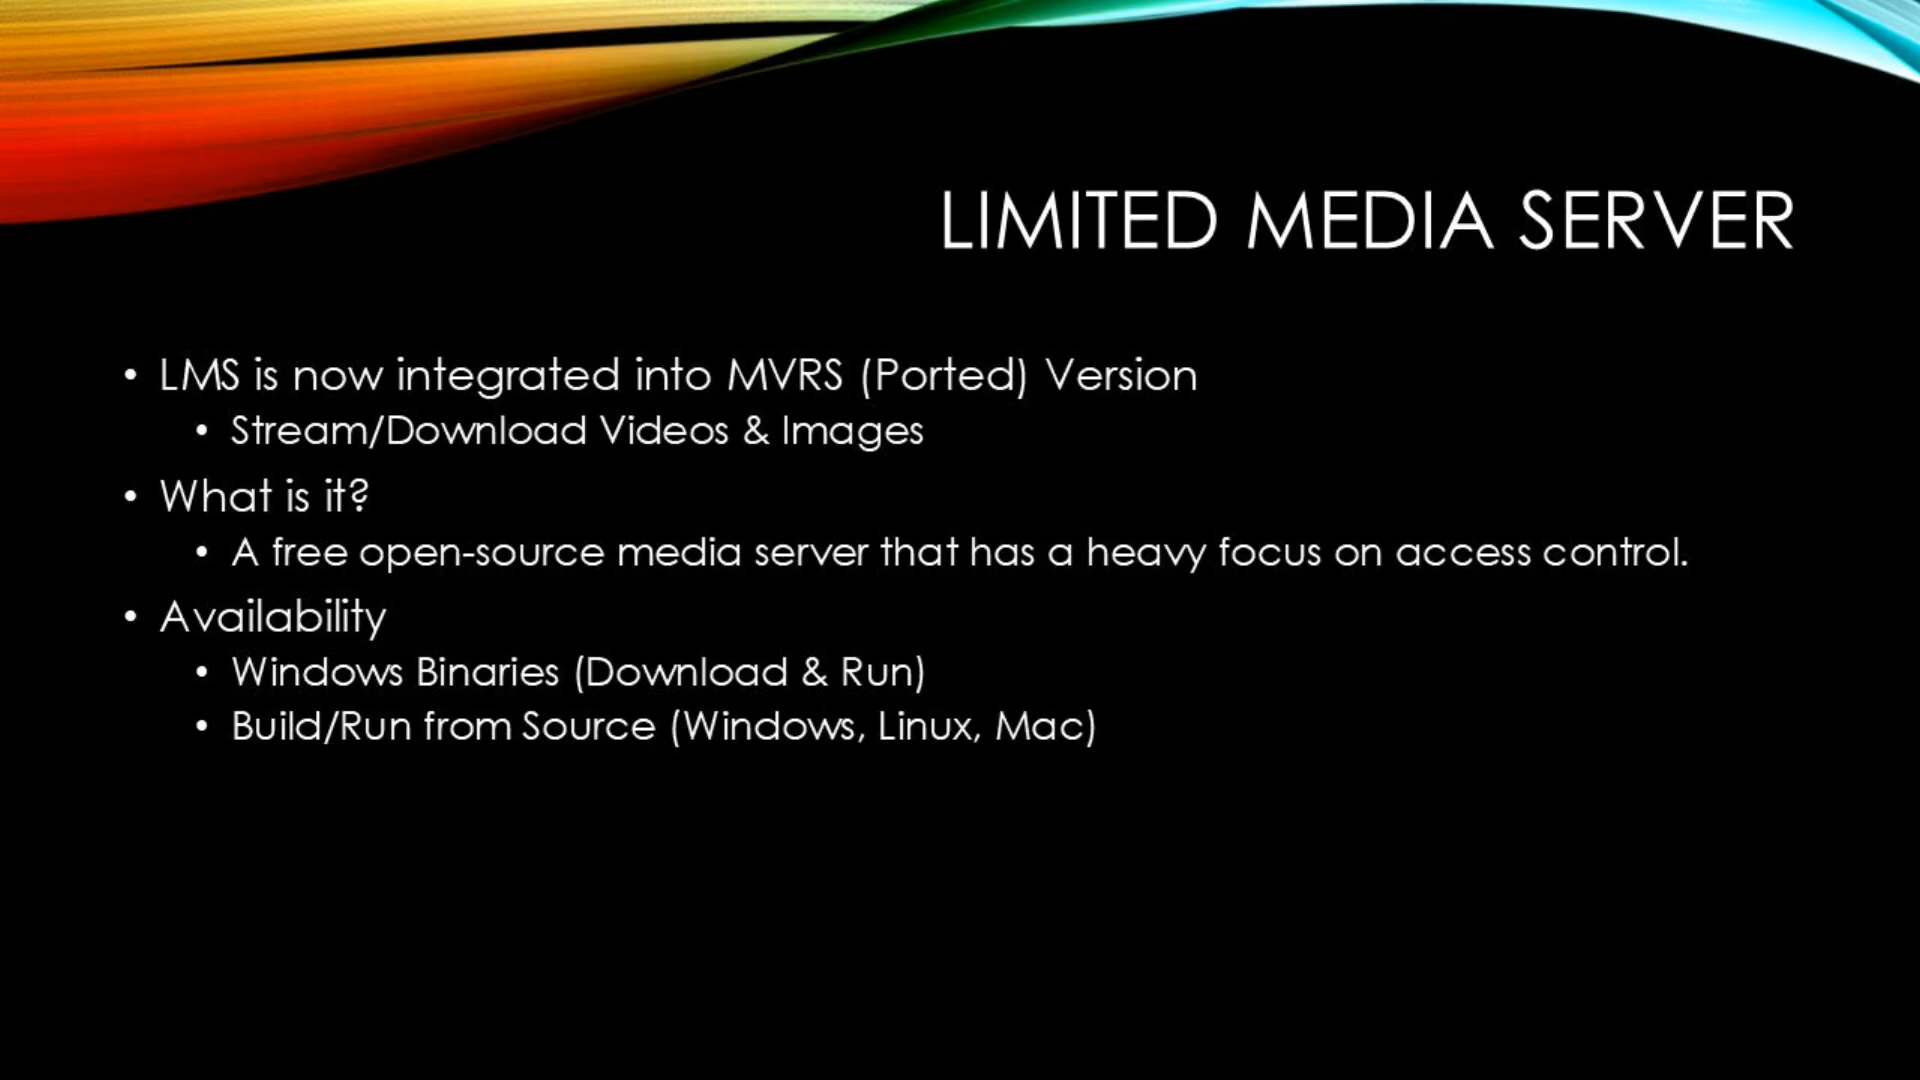 LIMITED MEDIA SERVER
• LMS is now integrated into MVRS (Ported) Version
• Stream/Download Videos & Images
• What is it?
• A free open-source media server that has a heavy focus on access control.
• Availability
• Windows Binaries (Download & Run)
• Build/Run from Source (Windows, Linux, Mac)